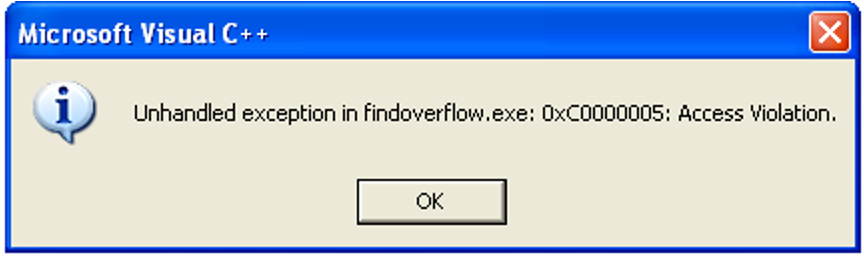 Microsoft Visual C++
Unhandled exception in findoverflow.exe: 0xC0000005: Access Violation.
OK